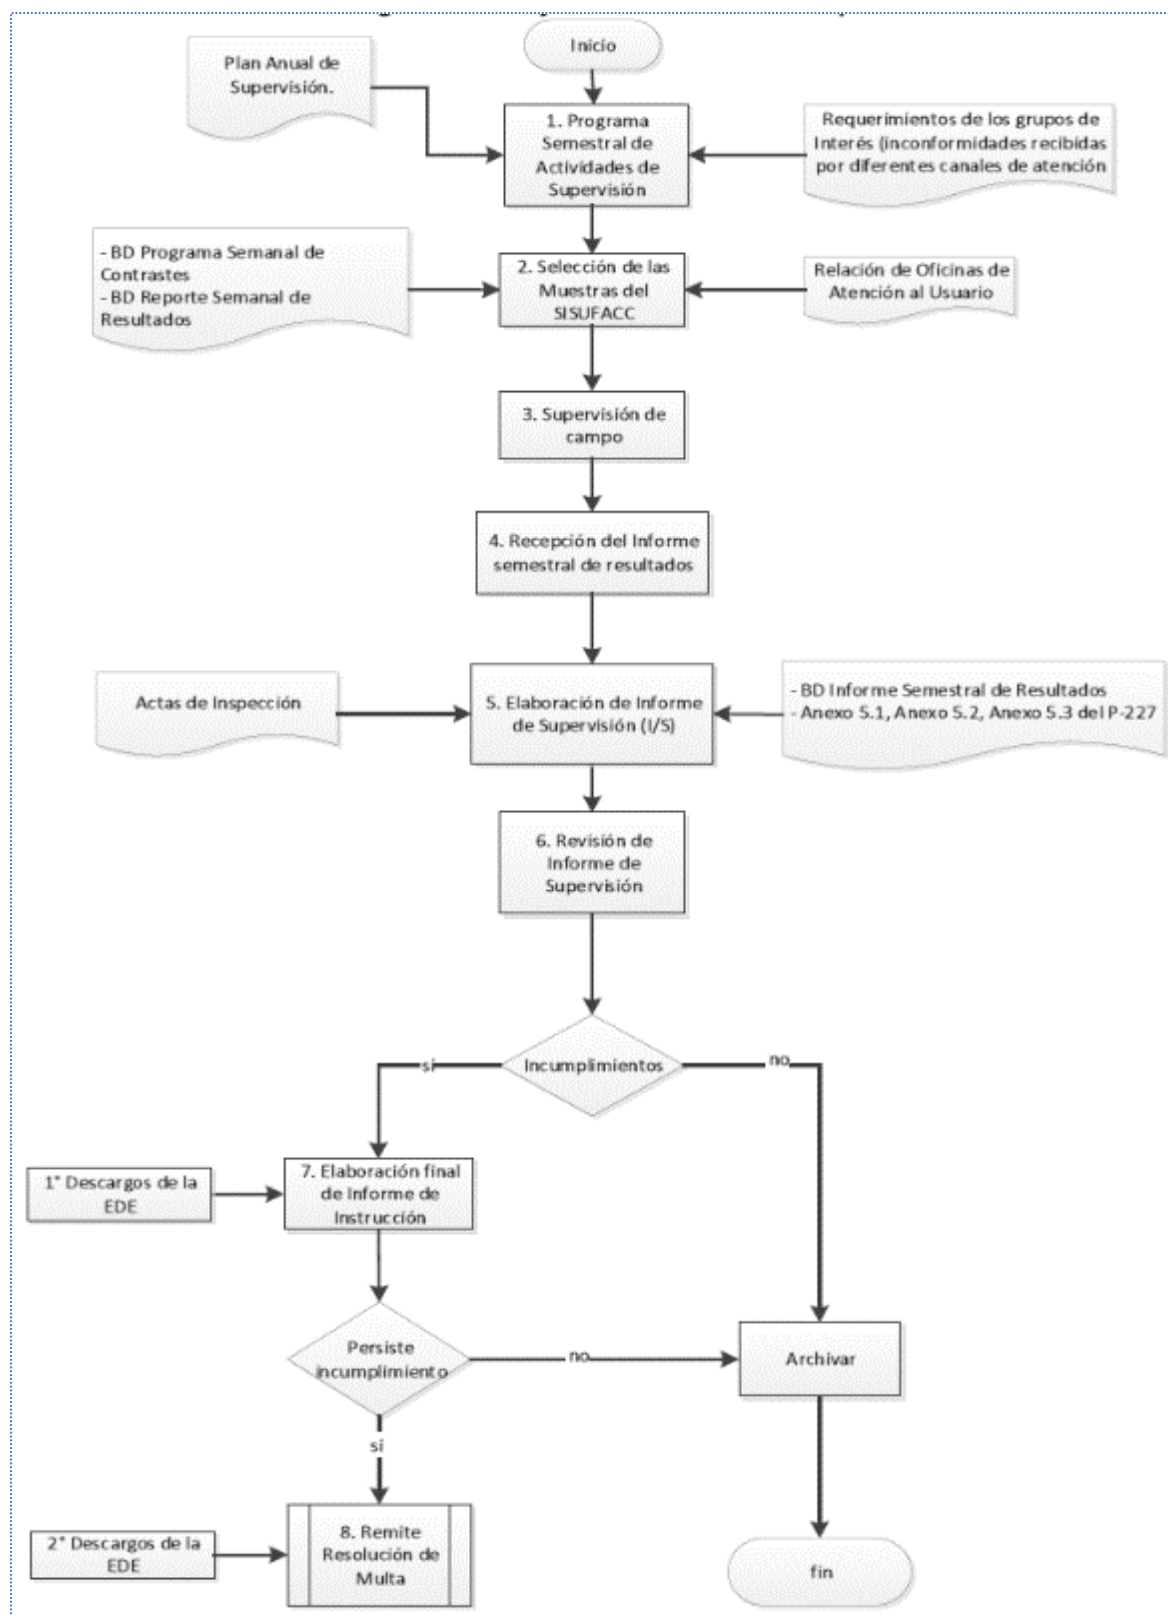 Inicio
Plan Anual de
Supervisión.
1. Programa
Semestral de
Actividades de
Supervisión
Requerimientos de los grupos de
Interés (inconformidades recibidas
por diferentes canales de atención
- BD Programa Semanal de
Contrastes
- BD Reporte Semanal de
Resultados
2. Selección de las
Muestras del
SISUFACC
Relación de Oficinas de
Atención al Usuario
3. Supervisión de
campo
4. Recepción del Informe
semestral de resultados
Actas de Inspección
5. Elaboración de Informe
de Supervisión (I/S)
- BD Informe Semestral de Resultados
- Anexo 5.1, Anexo 5.2, Anexo 5.3 del P-227
6. Revisión de
Informe de
Supervisión
si
Incumplimientos
no
1° Descargos de la
EDE
7. Elaboración final
de Informe de
Instrucción
Persiste
incumplimiento
no
Archivar
si
2° Descargos de la
EDE
8. Remite
Resolución de
Multa
fin